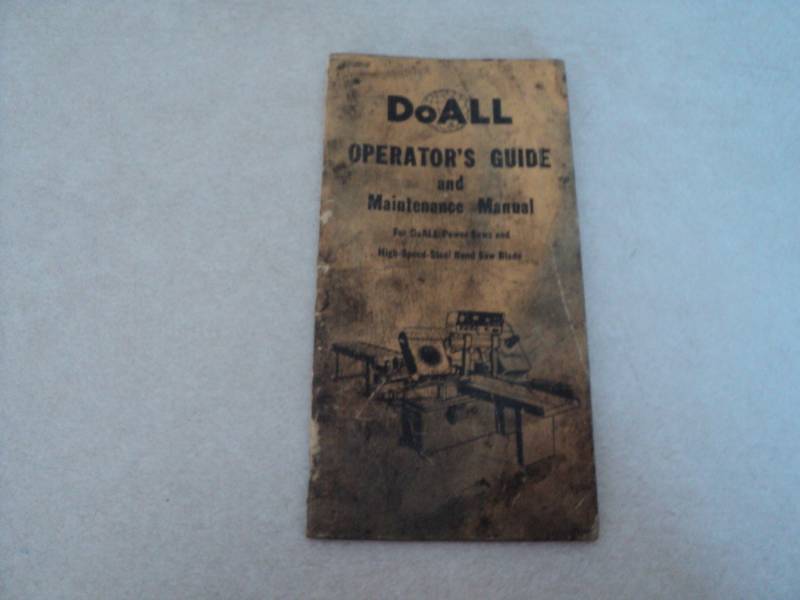 DoALL
OPERATOR'S GUIDE
and
Maintenance Manual
For DoALL Power Saws and
High-Speed-Steel Band Saw Blade